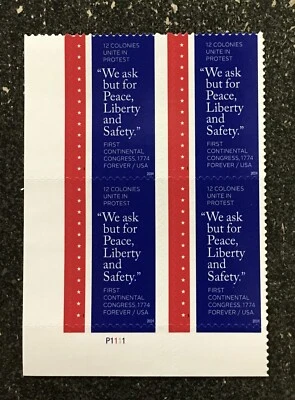 12 COLONIES
UNITE IN
PROTEST
“We ask
but for
Peace,
Liberty
and
Safety.”
FIRST
CONTINENTAL
CONGRESS, 1774
FOREVER / USA
12 COLONIES
UNITE IN
PROTEST
“We ask
but for
Peace,
Liberty
and
Safety.”
FIRST
CONTINENTAL
CONGRESS, 1774
FOREVER / USA
2024
12 COLONIES
UNITE IN
PROTEST
“We ask
but for
Peace,
Liberty
and
Safety.”
FIRST
CONTINENTAL
CONGRESS, 1774
FOREVER / USA
12 COLONIES
UNITE IN
PROTEST
“We ask
but for
Peace,
Liberty
and
Safety.”
FIRST
CONTINENTAL
CONGRESS, 1774
FOREVER / USA
P1111